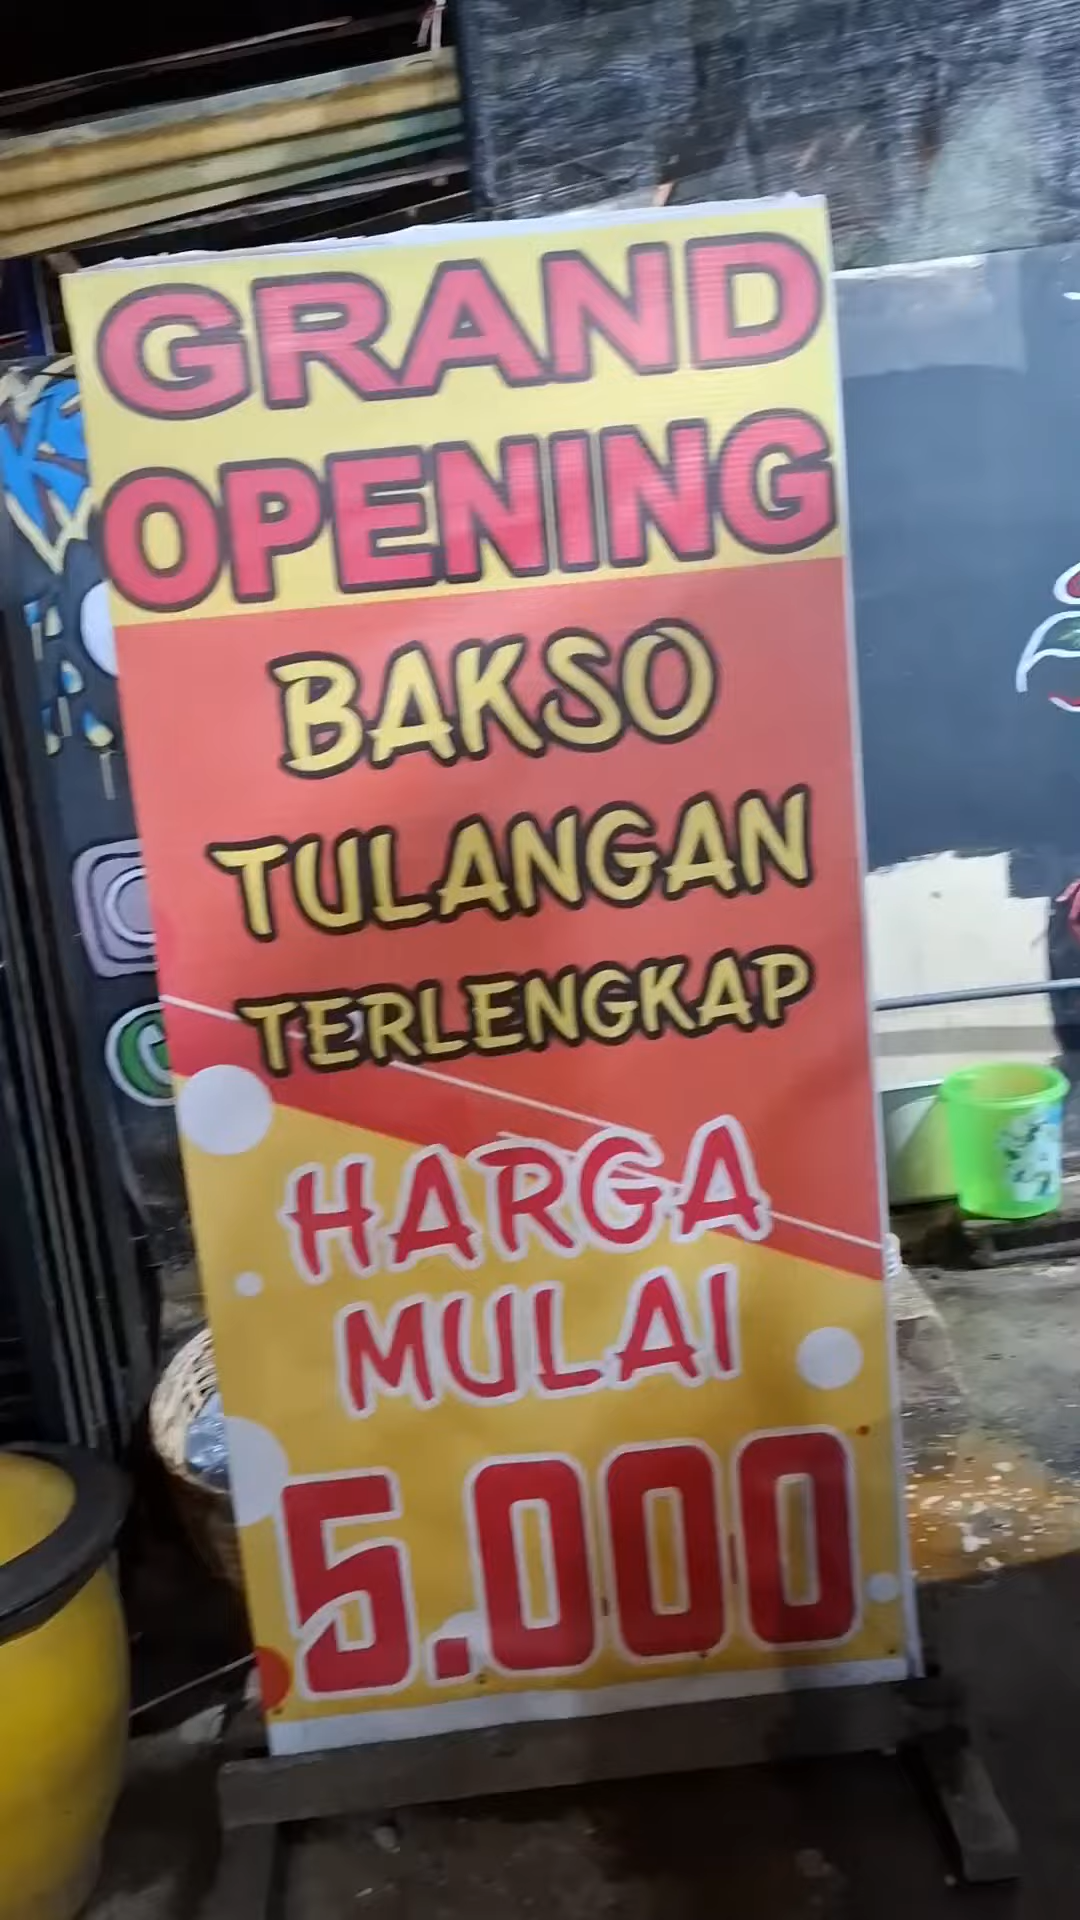 GRAND
OPENING
BAKSO
TULANGAN
TERLENGKAP
HARGA
MULAI
5.000